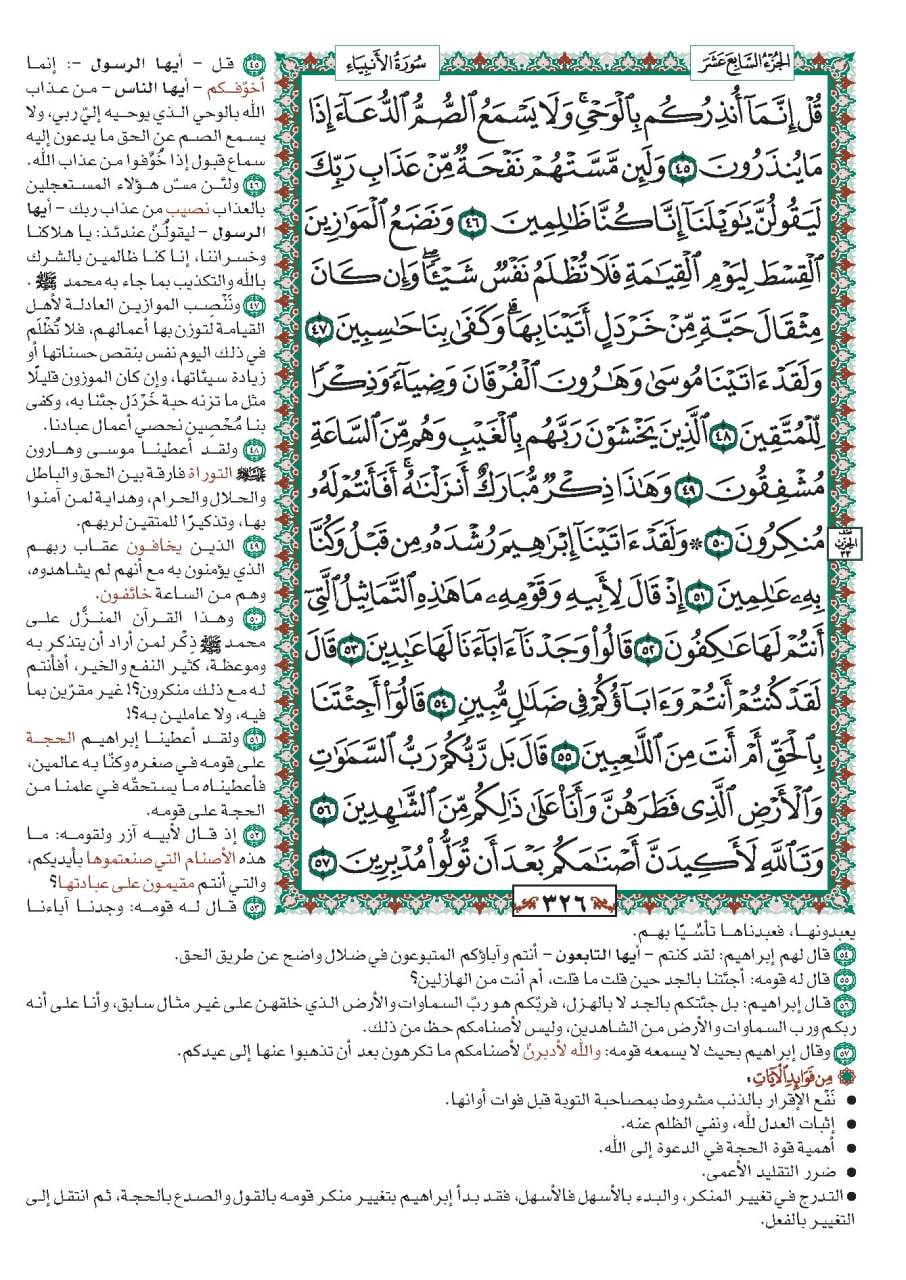 الجزء السابع عشر
سورة الأنبياء
قُلْ إِنَّمَآ أُنذِرُكُم بِٱلْوَحْىِۚ وَلَا يَسْمَعُ ٱلصُّمُّ ٱلدُّعَآءَ إِذَا
مَا يُنذَرُونَ ٤٥ وَلَئِن مَّسَّتْهُمْ نَفْحَةٌ مِّنْ عَذَابِ رَبِّكَ
لَيَقُولُنَّ يَٰوَيْلَنَآ إِنَّا كُنَّا ظَٰلِمِينَ ٤٦ وَنَضَعُ ٱلْمَوَٰزِينَ
ٱلْقِسْطَ لِيَوْمِ ٱلْقِيَٰمَةِ فَلَا تُظْلَمُ نَفْسٌ شَيْـًٔاۖ وَإِن كَانَ
مِثْقَالَ حَبَّةٍ مِّنْ خَرْدَلٍ أَتَيْنَا بِهَاۗ وَكَفَىٰ بِنَا حَٰسِبِينَ ٤٧
وَلَقَدْ ءَاتَيْنَا مُوسَىٰ وَهَٰرُونَ ٱلْفُرْقَانَ وَضِيَآءً وَذِكْرًا
لِّلْمُتَّقِينَ ٤٨ ٱلَّذِينَ يَخْشَوْنَ رَبَّهُم بِٱلْغَيْبِ وَهُم مِّنَ ٱلسَّاعَةِ
مُشْفِقُونَ ٤٩ وَهَٰذَا ذِكْرٌ مُّبَارَكٌ أَنزَلْنَٰهُۚ أَفَأَنتُمْ لَهُۥ
مُنكِرُونَ ٥٠ ۞ وَلَقَدْ ءَاتَيْنَآ إِبْرَٰهِيمَ رُشْدَهُۥ مِن قَبْلُ وَكُنَّا
بِهِۦ عَٰلِمِينَ ٥١ إِذْ قَالَ لِأَبِيهِ وَقَوْمِهِۦ مَا هَٰذِهِ ٱلتَّمَاثِيلُ ٱلَّتِىٓ
أَنتُمْ لَهَا عَٰكِفُونَ ٥٢ قَالُوا۟ وَجَدْنَآ ءَابَآءَنَا لَهَا عَٰبِدِينَ ٥٣ قَالَ
لَقَدْ كُنتُمْ أَنتُمْ وَءَابَآؤُكُمْ فِى ضَلَٰلٍ مُّبِينٍ ٥٤ قَالُوٓا۟ أَجِئْتَنَا
بِٱلْحَقِّ أَمْ أَنتَ مِنَ ٱللَّٰعِبِينَ ٥٥ قَالَ بَل رَّبُّكُمْ رَبُّ ٱلسَّمَٰوَٰتِ
وَٱلْأَرْضِ ٱلَّذِى فَطَرَهُنَّ وَأَنَا۠ عَلَىٰ ذَٰلِكُم مِّنَ ٱلشَّٰهِدِينَ ٥٦
وَتَٱللَّهِ لَأَكِيدَنَّ أَصْنَٰمَكُم بَعْدَ أَن تُوَلُّوا۟ مُدْبِرِينَ ٥٧
نصف
الحزب
٣٣
٣٢٦
٤٥ قل – أيها الرسول –: إنما
أخوّفكم – أيها الناس – من عذاب
الله بالوحي الذي يوحيه إليّ ربي، ولا
يسمع الصم عن الحق ما يدعون إليه
سماع قبول إذا خُوِّفوا من عذاب الله.
٤٦ ولئن مسّ هؤلاء المستعجلين
بالعذاب نصيب من عذاب ربك – أيها
الرسول – ليقولُنّ عندئذ: يا هلاكنا
وخسراننا، إنا كنا ظالمين بالشرك
بالله والتكذيب بما جاء به محمد ﷺ .
٤٧ ونَنْصِب الموازين العادلة لأهل
القيامة لتوزن بها أعمالهم، فلا تُظْلَم
في ذلك اليوم نفس بنقص حسناتها أو
زيادة سيئاتها، وإن كان الموزون قليلًا
مثل ما تزنه حبة خَرْدَل جئنا به، وكفى
بنا مُحْصِين نحصي أعمال عبادنا.
٤٨ ولقد أعطينا موسى وهارون
التوراة فارقة بين الحق والباطل
والحلال والحرام، وهداية لمن آمنوا
بها، وتذكيرًا للمتقين لربهم.
٤٩ الذين يخافون عقاب ربهم
الذي يؤمنون به مع أنهم لم يشاهدوه،
وهم من الساعة خائفون.
٥٠ وهذا القرآن المنزَّل على
محمد ﷺ ذِكْر لمن أراد أن يتذكر به
وموعظة، كثير النفع والخير، أفأنتم
له مع ذلك منكرون؟! غير مقرّين بما
فيه، ولا عاملين به؟!
٥١ ولقد أعطينا إبراهيم الحجة
على قومه في صغره وكنّا به عالمين،
فأعطيناه ما يستحقّه في علمنا من
الحجة على قومه.
٥٢ إذ قال لأبيه آزر ولقومه: ما
هذه الأصنام التي صنعتموها بأيديكم،
والتي أنتم مقيمون على عبادتها؟
٥٣ قال له قومه: وجدنا آباءنا
يعبدونها، فعبدناها تأسِّيًا بهم.
٥٤ قال لهم إبراهيم: لقد كنتم – أيها التابعون – أنتم وآباؤكم المتبوعون في ضلال واضح عن طريق الحق.
٥٥ قال له قومه: أجئتنا بالجد حين قلت ما قلت، أم أنت من الهازلين؟
٥٦ قال إبراهيم: بل جئتكم بالجد لا بالهزل، فربّكم هو ربّ السماوات والأرض الذي خلقهن على غير مثال سابق، وأنا على أنه
ربكم ورب السماوات والأرض من الشاهدين، وليس لأصنامكم حظ من ذلك.
٥٧ وقال إبراهيم بحيث لا يسمعه قومه: والله لأدبرنّ لأصنامكم ما تكرهون بعد أن تذهبوا عنها إلى عيدكم.
من فوائد الآيات:
● نَفْع الإقرار بالذنب مشروط بمصاحبة التوبة قبل فوات أوانها.
● إثبات العدل لله، ونفي الظلم عنه.
● أهمية قوة الحجة في الدعوة إلى الله.
● ضرر التقليد الأعمى.
● التدرج في تغيير المنكر، والبدء بالأسهل فالأسهل، فقد بدأ إبراهيم بتغيير منكر قومه بالقول والصدع بالحجة، ثم انتقل إلى
التغيير بالفعل.